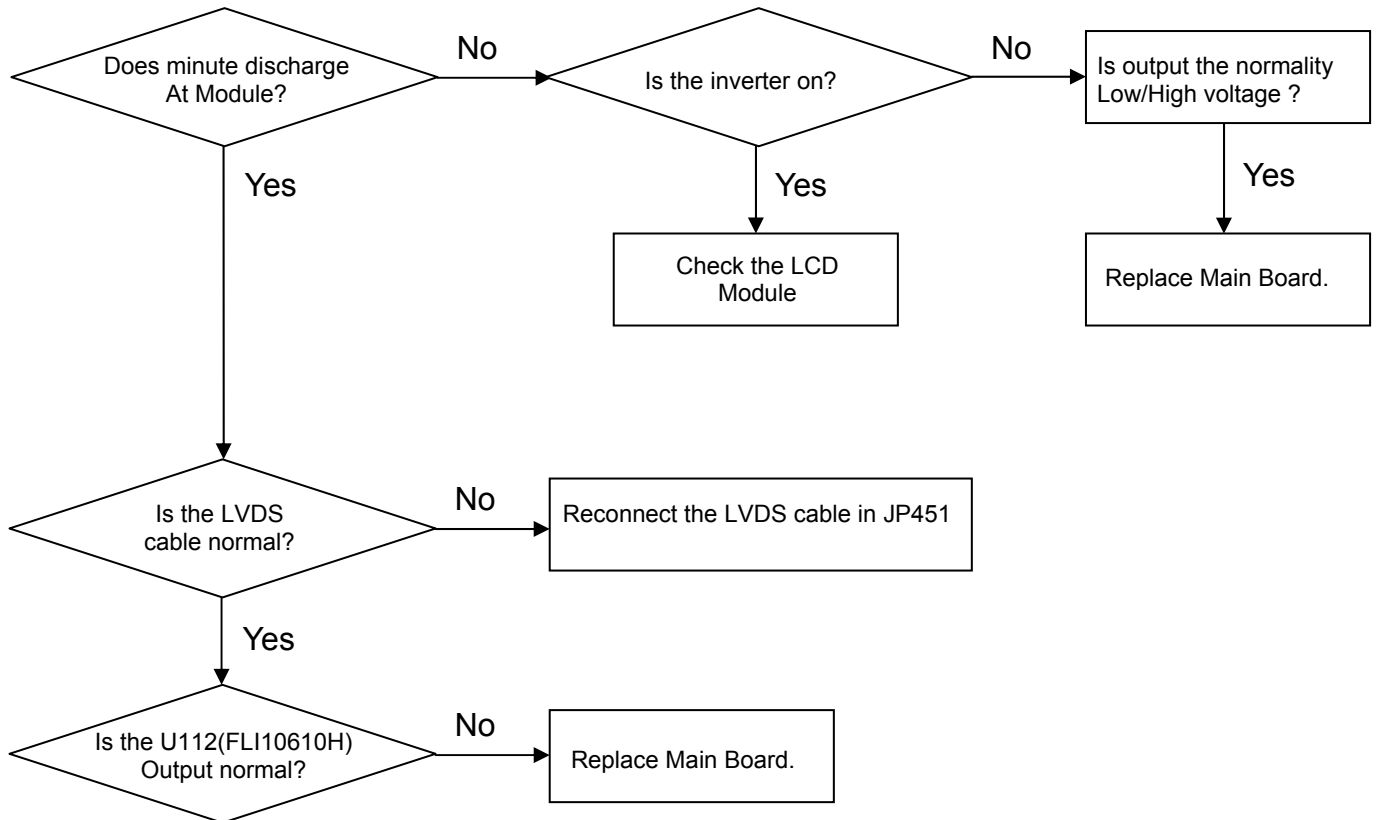 Does minute discharge
At Module?
No
Is the inverter on?
No
Is output the normality
Low/High voltage ?
Yes
Yes
Yes
Check the LCD
Module
Replace Main Board.
Is the LVDS
cable normal?
No
Reconnect the LVDS cable in JP451
Yes
Is the U112(FLI10610H)
Output normal?
No
Replace Main Board.